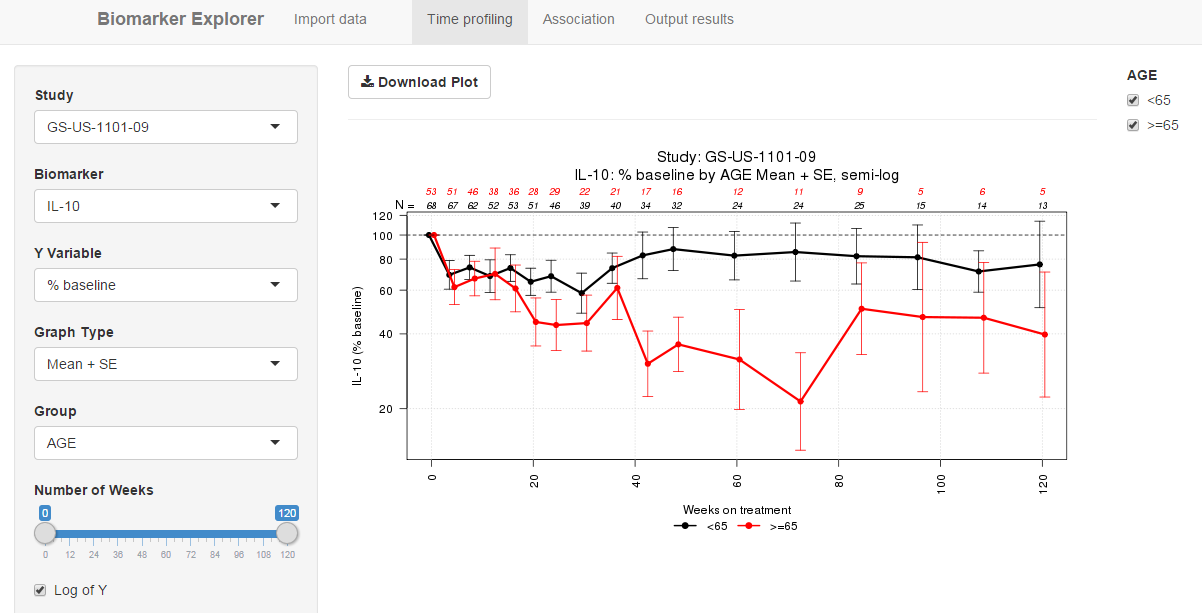 Biomarker Explorer Import data Time profiling Association Output results
Study
GS-US-1101-09
Biomarker
IL-10
Y Variable
% baseline
Graph Type
Mean + SE
Group
AGE
Number of Weeks
0 120
0 12 24 36 48 60 72 84 96 108 120
Log of Y
Download Plot
Study: GS-US-1101-09
IL-10: % baseline by AGE Mean + SE, semi-log
53 51 46 38 36 28 29 22 21 17 16 12 11 9 5 6 5
N = 68 67 62 52 53 51 46 39 40 34 32 24 24 25 15 14 13
120
100
80
60
40
20
IL-10 (% baseline)
0 20 40 60 80 100 120
Weeks on treatment
<65 >=65
AGE
<65
>=65